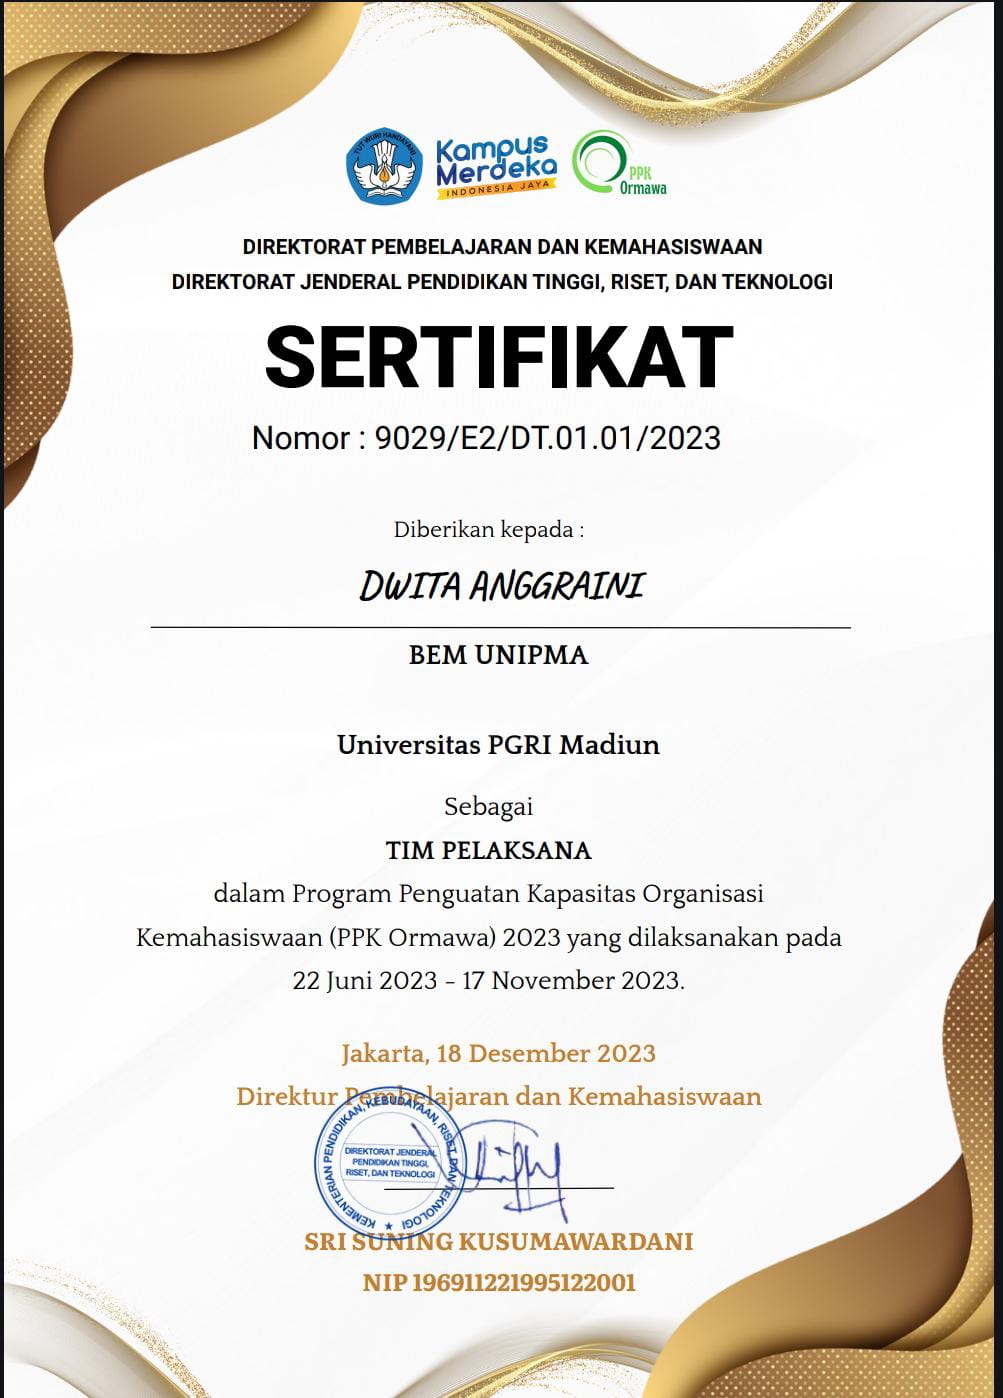 TUT WURI HANDAYANI
Kampus
Merdeka
INDONESIA JAYA
PPK
Ormawa
DIREKTORAT PEMBELAJARAN DAN KEMAHASISWAAN
DIREKTORAT JENDERAL PENDIDIKAN TINGGI, RISET, DAN TEKNOLOGI
SERTIFIKAT
Nomor : 9029/E2/DT.01.01/2023
Diberikan kepada :
DWITA ANGGRAINI
BEM UNIPMA
Universitas PGRI Madiun
Sebagai
TIM PELAKSANA
dalam Program Penguatan Kapasitas Organisasi
Kemahasiswaan (PPK Ormawa) 2023 yang dilaksanakan pada
22 Juni 2023 – 17 November 2023.
Jakarta, 18 Desember 2023
Direktur Pembelajaran dan Kemahasiswaan
KEMENTERIAN PENDIDIKAN, KEBUDAYAAN, RISET, DAN TEKNOLOGI
DIREKTORAT JENDERAL
PENDIDIKAN TINGGI,
RISET, DAN TEKNOLOGI
SRI SUNING KUSUMAWARDANI
NIP 196911221995122001